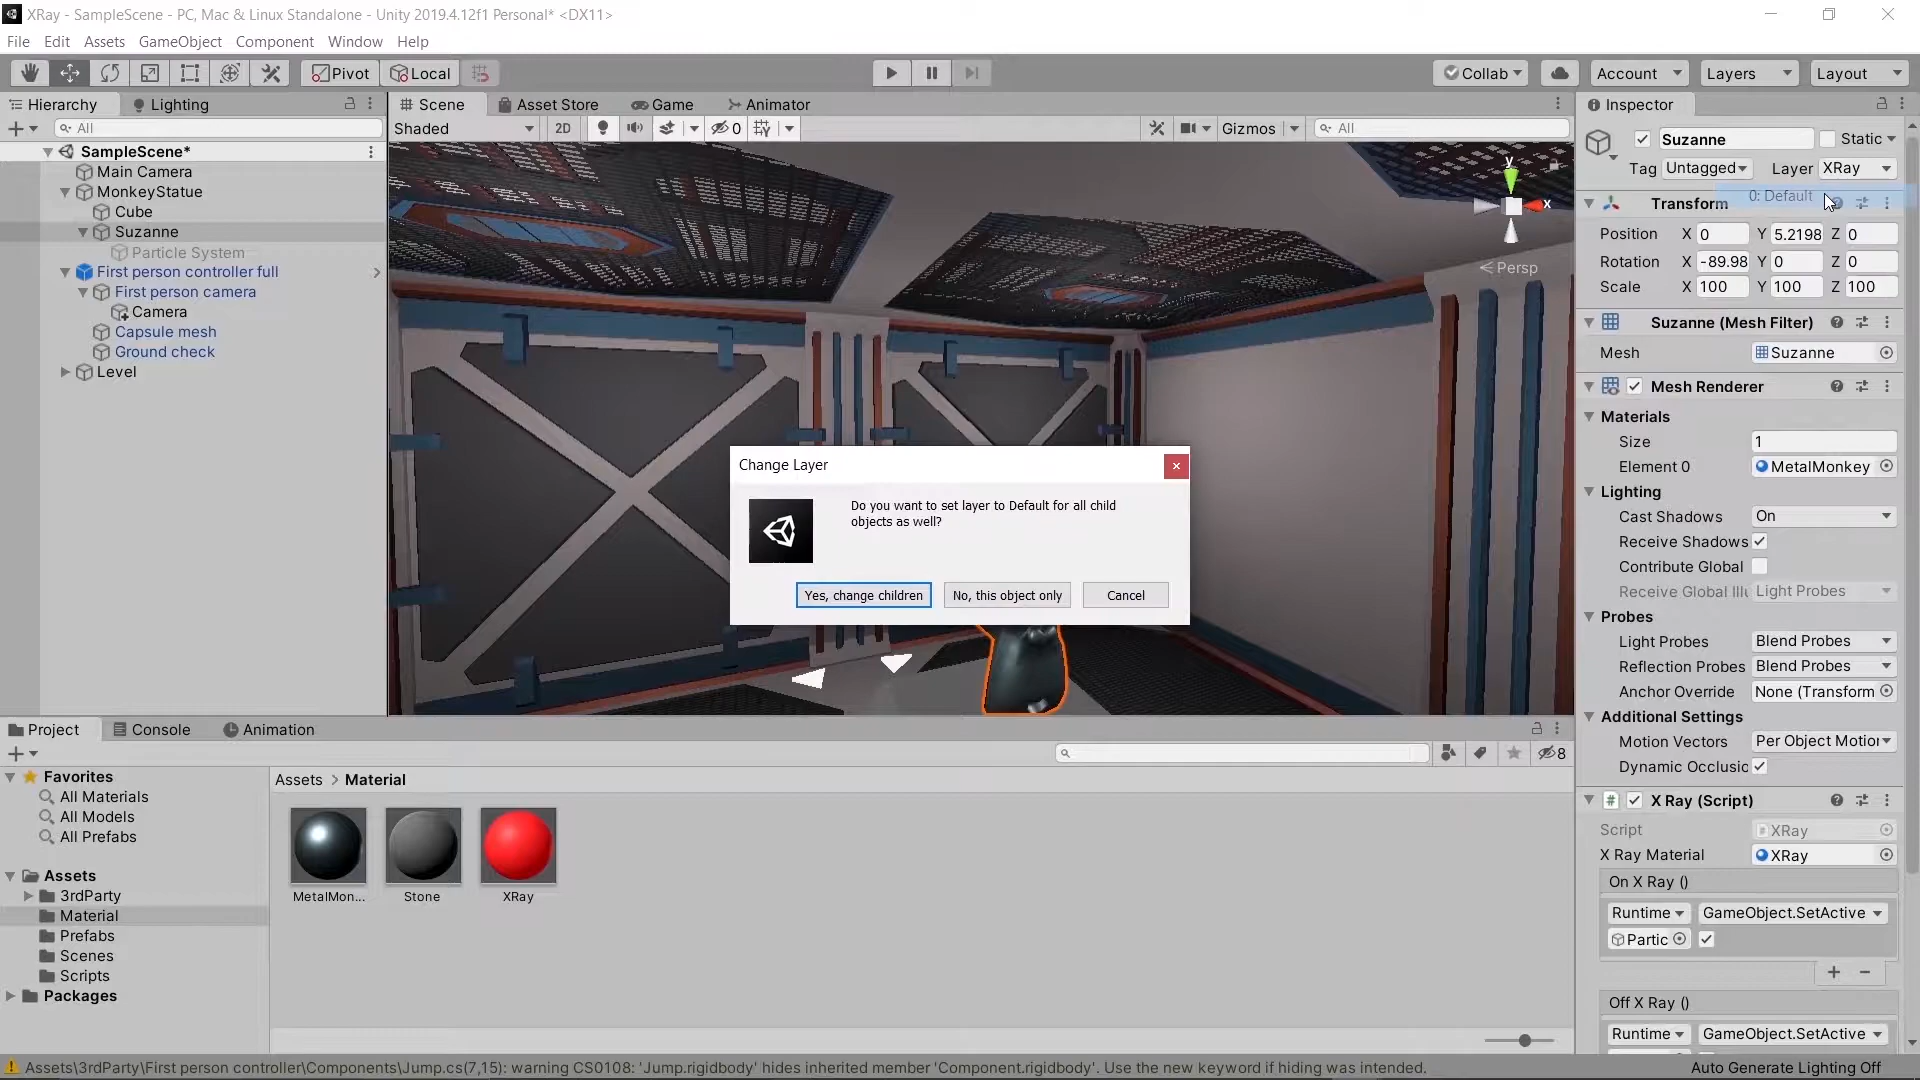 XRay - SampleScene - PC, Mac & Linux Standalone - Unity 2019.4.12f1 Personal* <DX11>
File Edit Assets GameObject Component Window Help
Pivot Local Collab Account Layers Layout
Hierarchy Lighting
All
SampleScene*
Main Camera
MonkeyStatue
Cube
Suzanne
Particle System
First person controller full
First person camera
Camera
Capsule mesh
Ground check
Level
Scene Asset Store Game Animator
Shaded 2D 0 Gizmos All
y
x
Persp
Change Layer
Do you want to set layer to Default for all child
objects as well?
Yes, change children No, this object only Cancel
Inspector
Suzanne Static
Tag Untagged Layer XRay
0: Default
Transform
Position X 0 Y 5.2198 Z 0
Rotation X -89.98 Y 0 Z 0
Scale X 100 Y 100 Z 100
Suzanne (Mesh Filter)
Mesh Suzanne
Mesh Renderer
Materials
Size 1
Element 0 MetalMonkey
Lighting
Cast Shadows On
Receive Shadows
Contribute Global
Receive Global Illu Light Probes
Probes
Light Probes Blend Probes
Reflection Probes Blend Probes
Anchor Override None (Transform
Additional Settings
Motion Vectors Per Object Motion
Dynamic Occlusic
X Ray (Script)
Script XRay
X Ray Material XRay
On X Ray ()
Runtime GameObject.SetActive
Partic
Off X Ray ()
Runtime GameObject.SetActive
Project Console Animation
8
Favorites
All Materials
All Models
All Prefabs
Assets
3rdParty
Material
Prefabs
Scenes
Scripts
Packages
Assets > Material
MetalMon... Stone XRay
Assets\3rdParty\First person controller\Components\Jump.cs(7,15): warning CS0108: 'Jump.rigidbody' hides inherited member 'Component.rigidbody'. Use the new keyword if hiding was intended.
Auto Generate Lighting Off